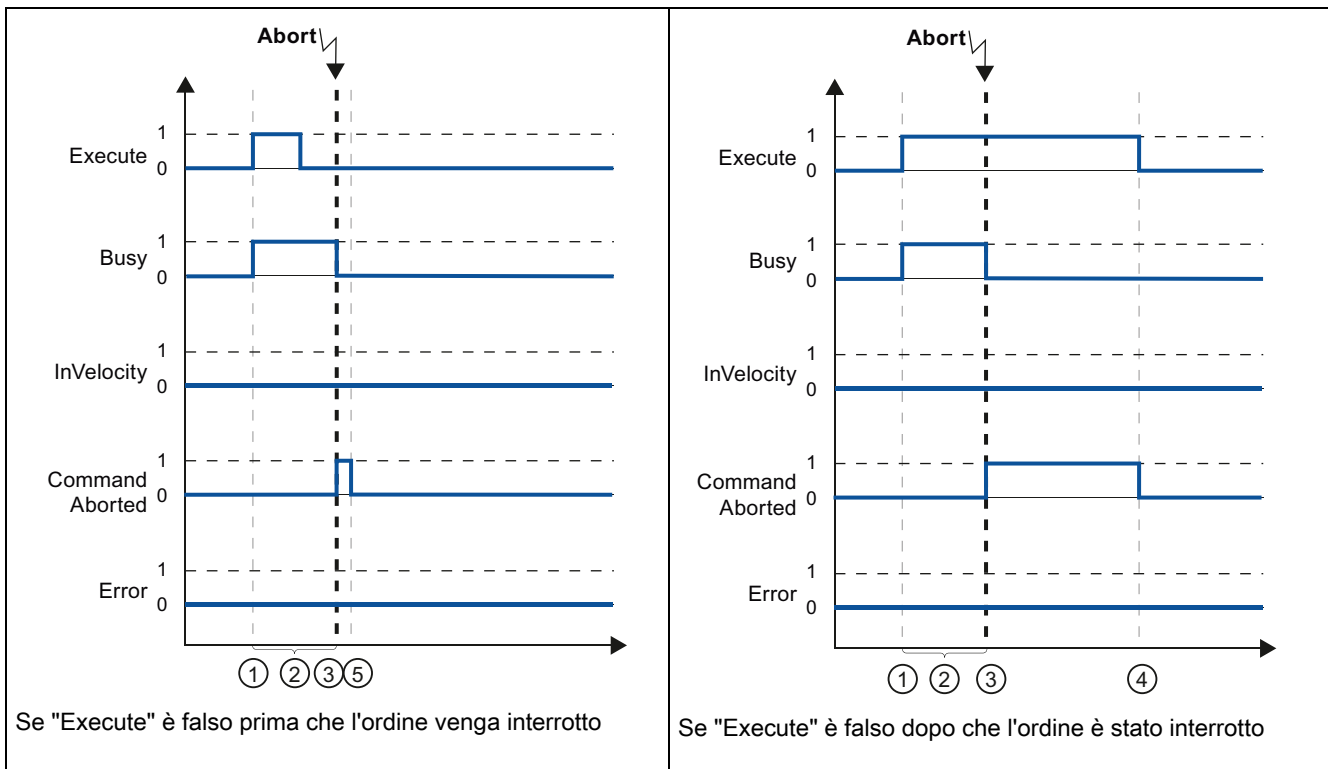 Abort
1
Execute
0
1
Busy
0
1
InVelocity
0
1
Command
Aborted
0
1
Error
0
1 2 3 5
Se "Execute" è falso prima che l'ordine venga interrotto
Abort
1
Execute
0
1
Busy
0
1
InVelocity
0
1
Command
Aborted
0
1
Error
0
1 2 3 4
Se "Execute" è falso dopo che l'ordine è stato interrotto